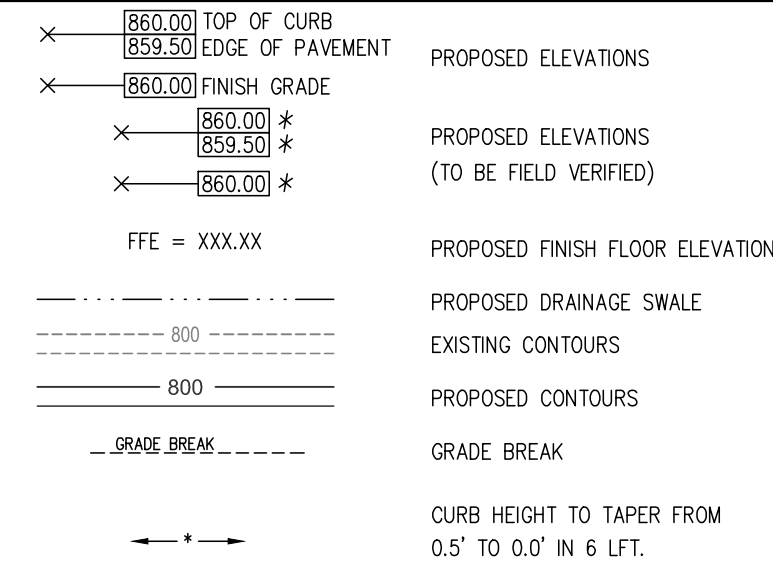 860.00 TOP OF CURB
859.50 EDGE OF PAVEMENT
PROPOSED ELEVATIONS
860.00 FINISH GRADE
860.00 *
859.50 *
PROPOSED ELEVATIONS
(TO BE FIELD VERIFIED)
860.00 *
FFE = XXX.XX
PROPOSED FINISH FLOOR ELEVATION
PROPOSED DRAINAGE SWALE
800
EXISTING CONTOURS
800
PROPOSED CONTOURS
GRADE BREAK
GRADE BREAK
*
CURB HEIGHT TO TAPER FROM
0.5' TO 0.0' IN 6 LFT.